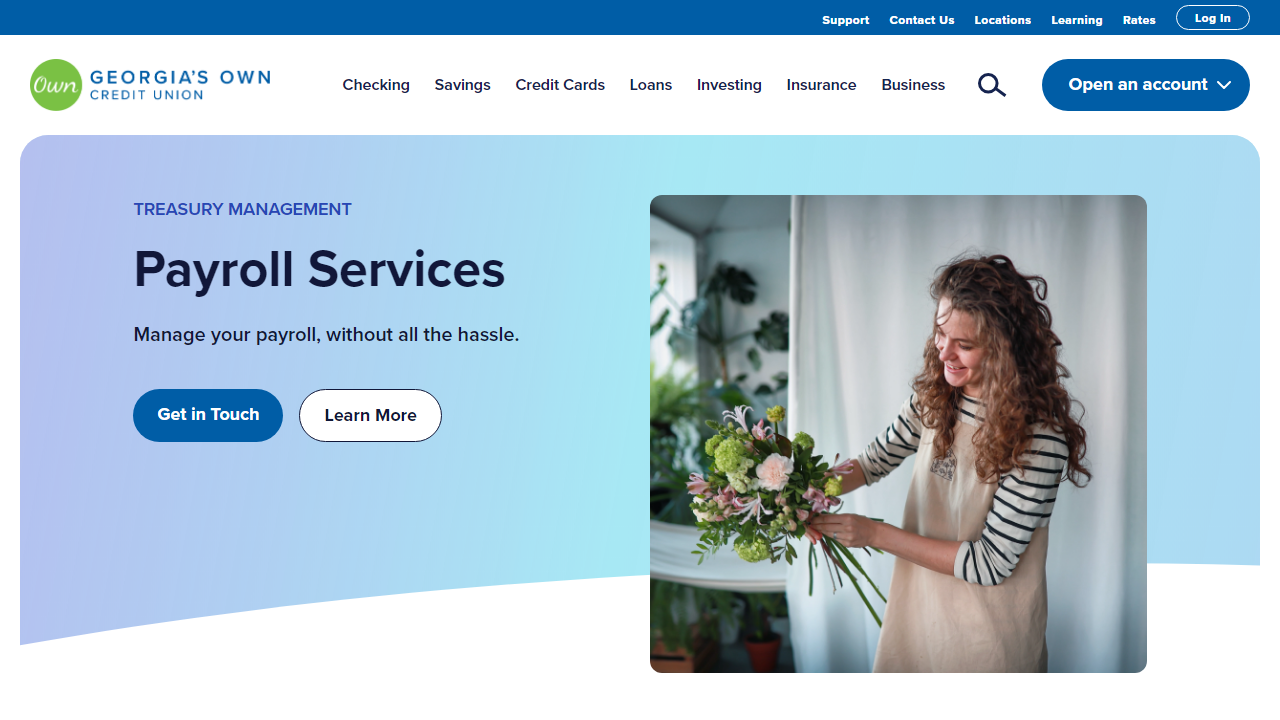 Support Contact Us Locations Learning Rates Log In
Own GEORGIA'S OWN
CREDIT UNION
Checking Savings Credit Cards Loans Investing Insurance Business Open an account
TREASURY MANAGEMENT
Payroll Services
Manage your payroll, without all the hassle.
Get in Touch Learn More